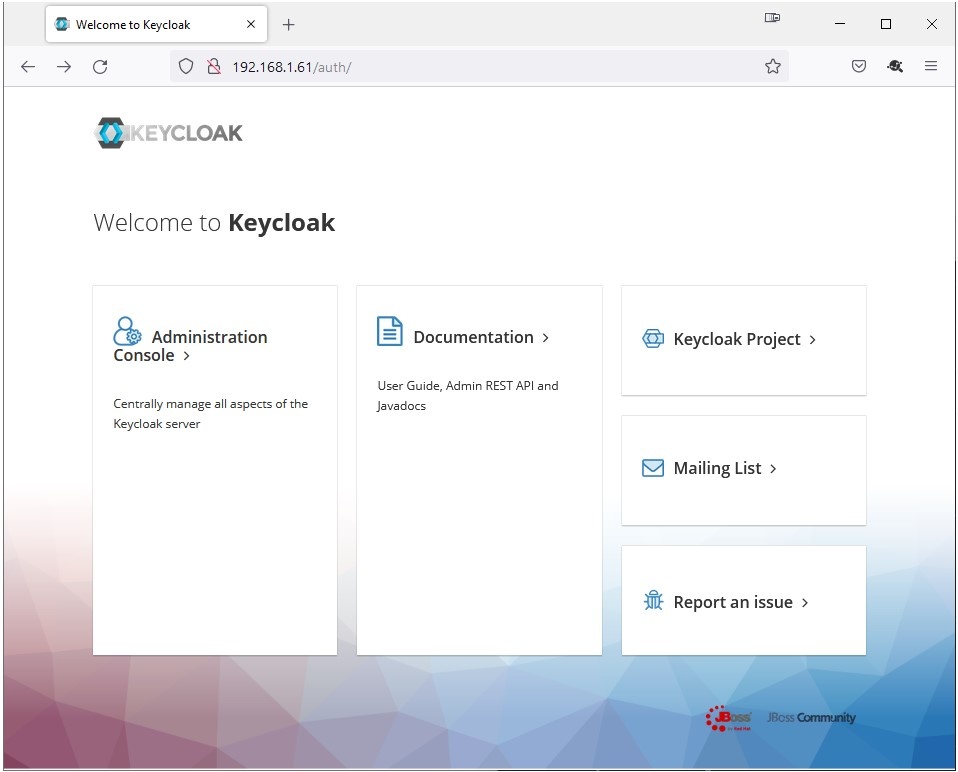 Welcome to Keycloak
192.168.1.61/auth/
KEYCLOAK
Welcome to Keycloak
Administration
Console
Centrally manage all aspects of the
Keycloak server
Documentation
User Guide, Admin REST API and
Javadocs
Keycloak Project
Mailing List
Report an issue
JBoss
by Red Hat
JBoss Community